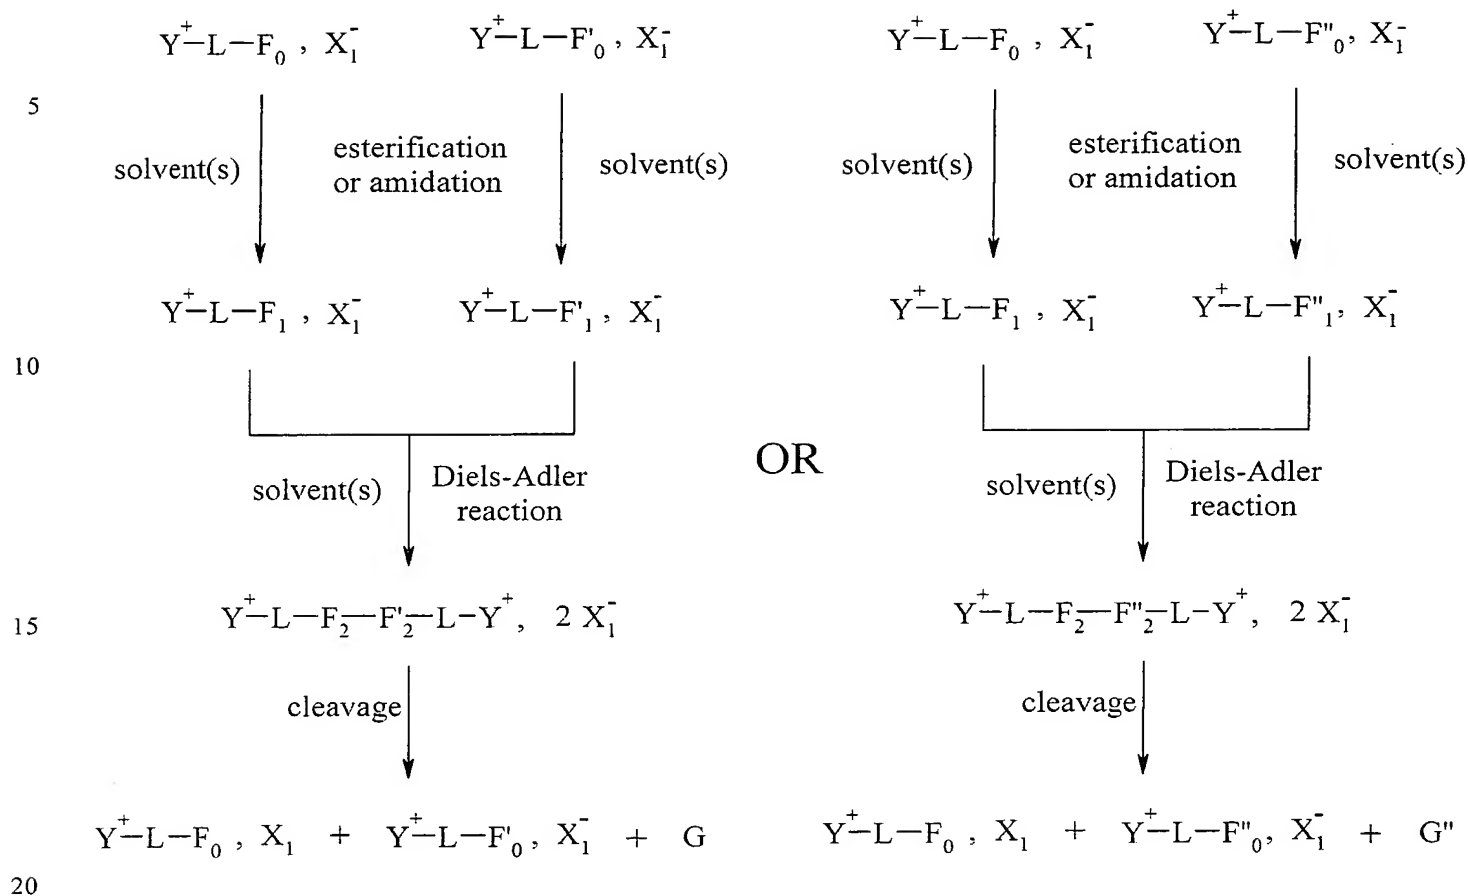 Y⁺–L–F₀ , X₁⁻ Y⁺–L–F'₀ , X₁⁻ Y⁺–L–F₀ , X₁⁻ Y⁺–L–F"₀, X₁⁻
5
solvent(s) esterification or amidation solvent(s) solvent(s) esterification or amidation solvent(s)
Y⁺–L–F₁ , X₁⁻ Y⁺–L–F'₁ , X₁⁻ Y⁺–L–F₁ , X₁⁻ Y⁺–L–F"₁, X₁⁻
10
OR
solvent(s) Diels-Adler reaction solvent(s) Diels-Adler reaction
15
Y⁺–L–F₂–F'₂–L–Y⁺, 2 X₁⁻ Y⁺–L–F₂–F"₂–L–Y⁺, 2 X₁⁻
cleavage cleavage
Y⁺–L–F₀ , X₁ + Y⁺–L–F'₀, X₁⁻ + G Y⁺–L–F₀ , X₁ + Y⁺–L–F"₀, X₁⁻ + G"
20